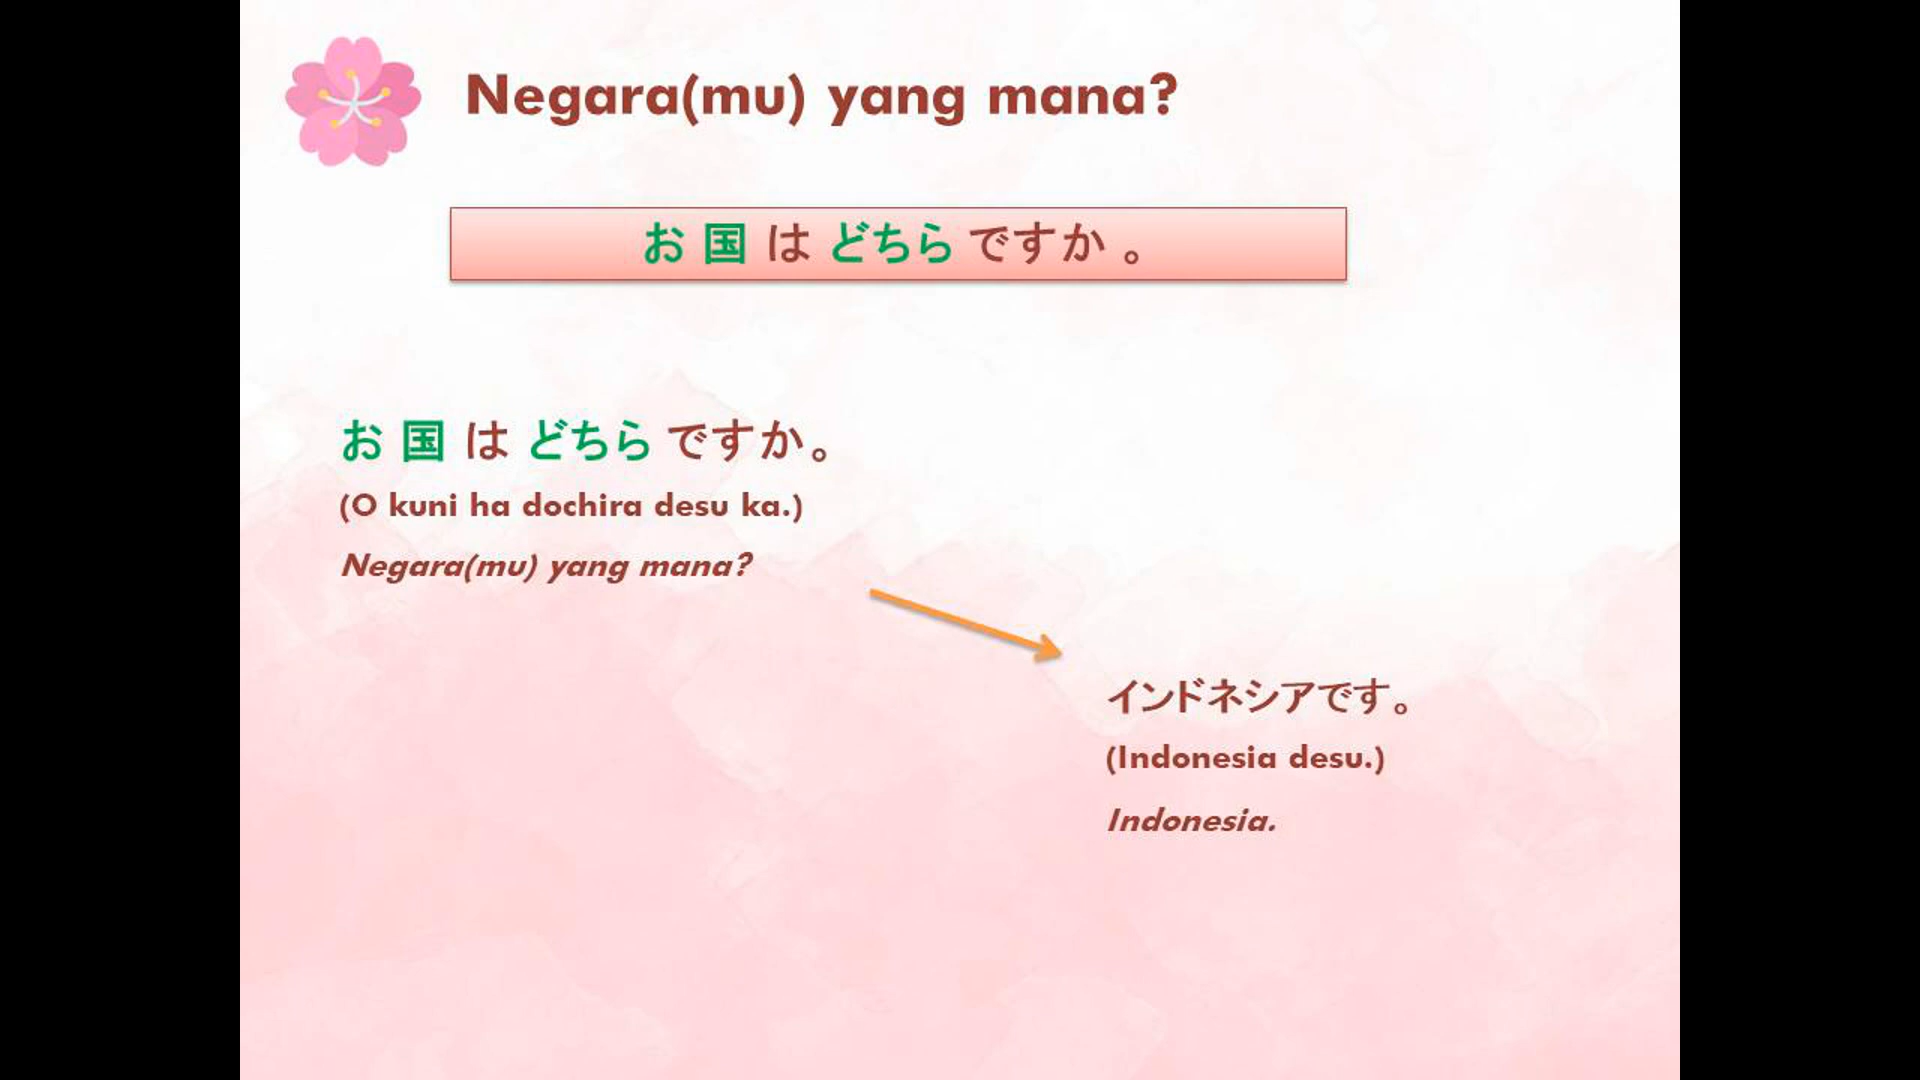 Negara(mu) yang mana?
お 国 は どちら ですか 。
お 国 は どちら ですか。
(O kuni ha dochira desu ka.)
Negara(mu) yang mana?
インドネシアです。
(Indonesia desu.)
Indonesia.